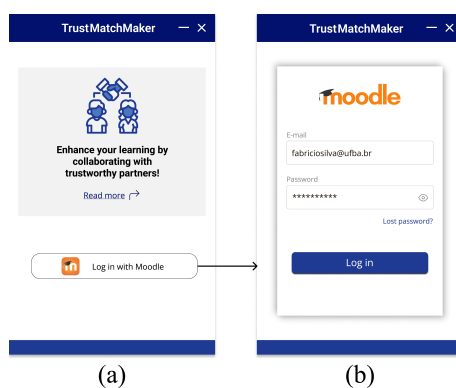 TrustMatchMaker
Enhance your learning by
collaborating with
trustworthy partners!
Read more
m Log in with Moodle
(a)
TrustMatchMaker
moodle
E-mail
fabriciosilva@ufba.br
Password
**********
Lost password?
Log in
(b)